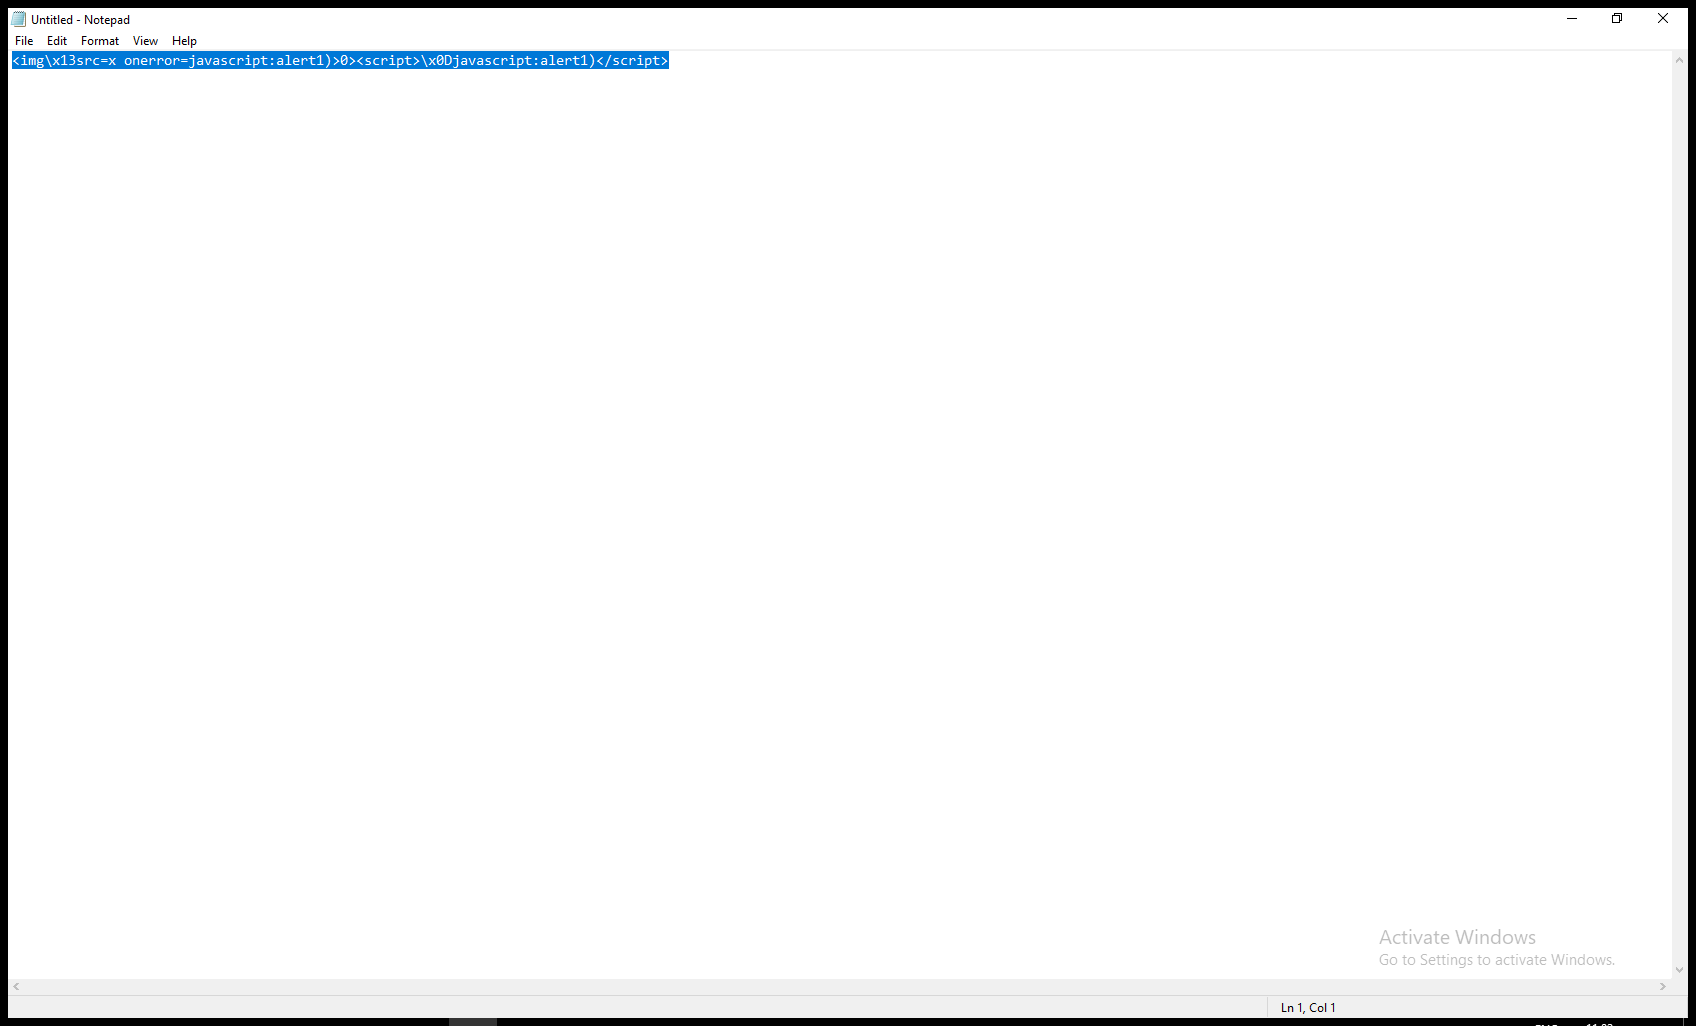 Untitled - Notepad
File Edit Format View Help
<img\x13src=x onerror=javascript:alert1)>0><script>\x0Djavascript:alert1)</script>
Activate Windows
Go to Settings to activate Windows.
Ln 1, Col 1